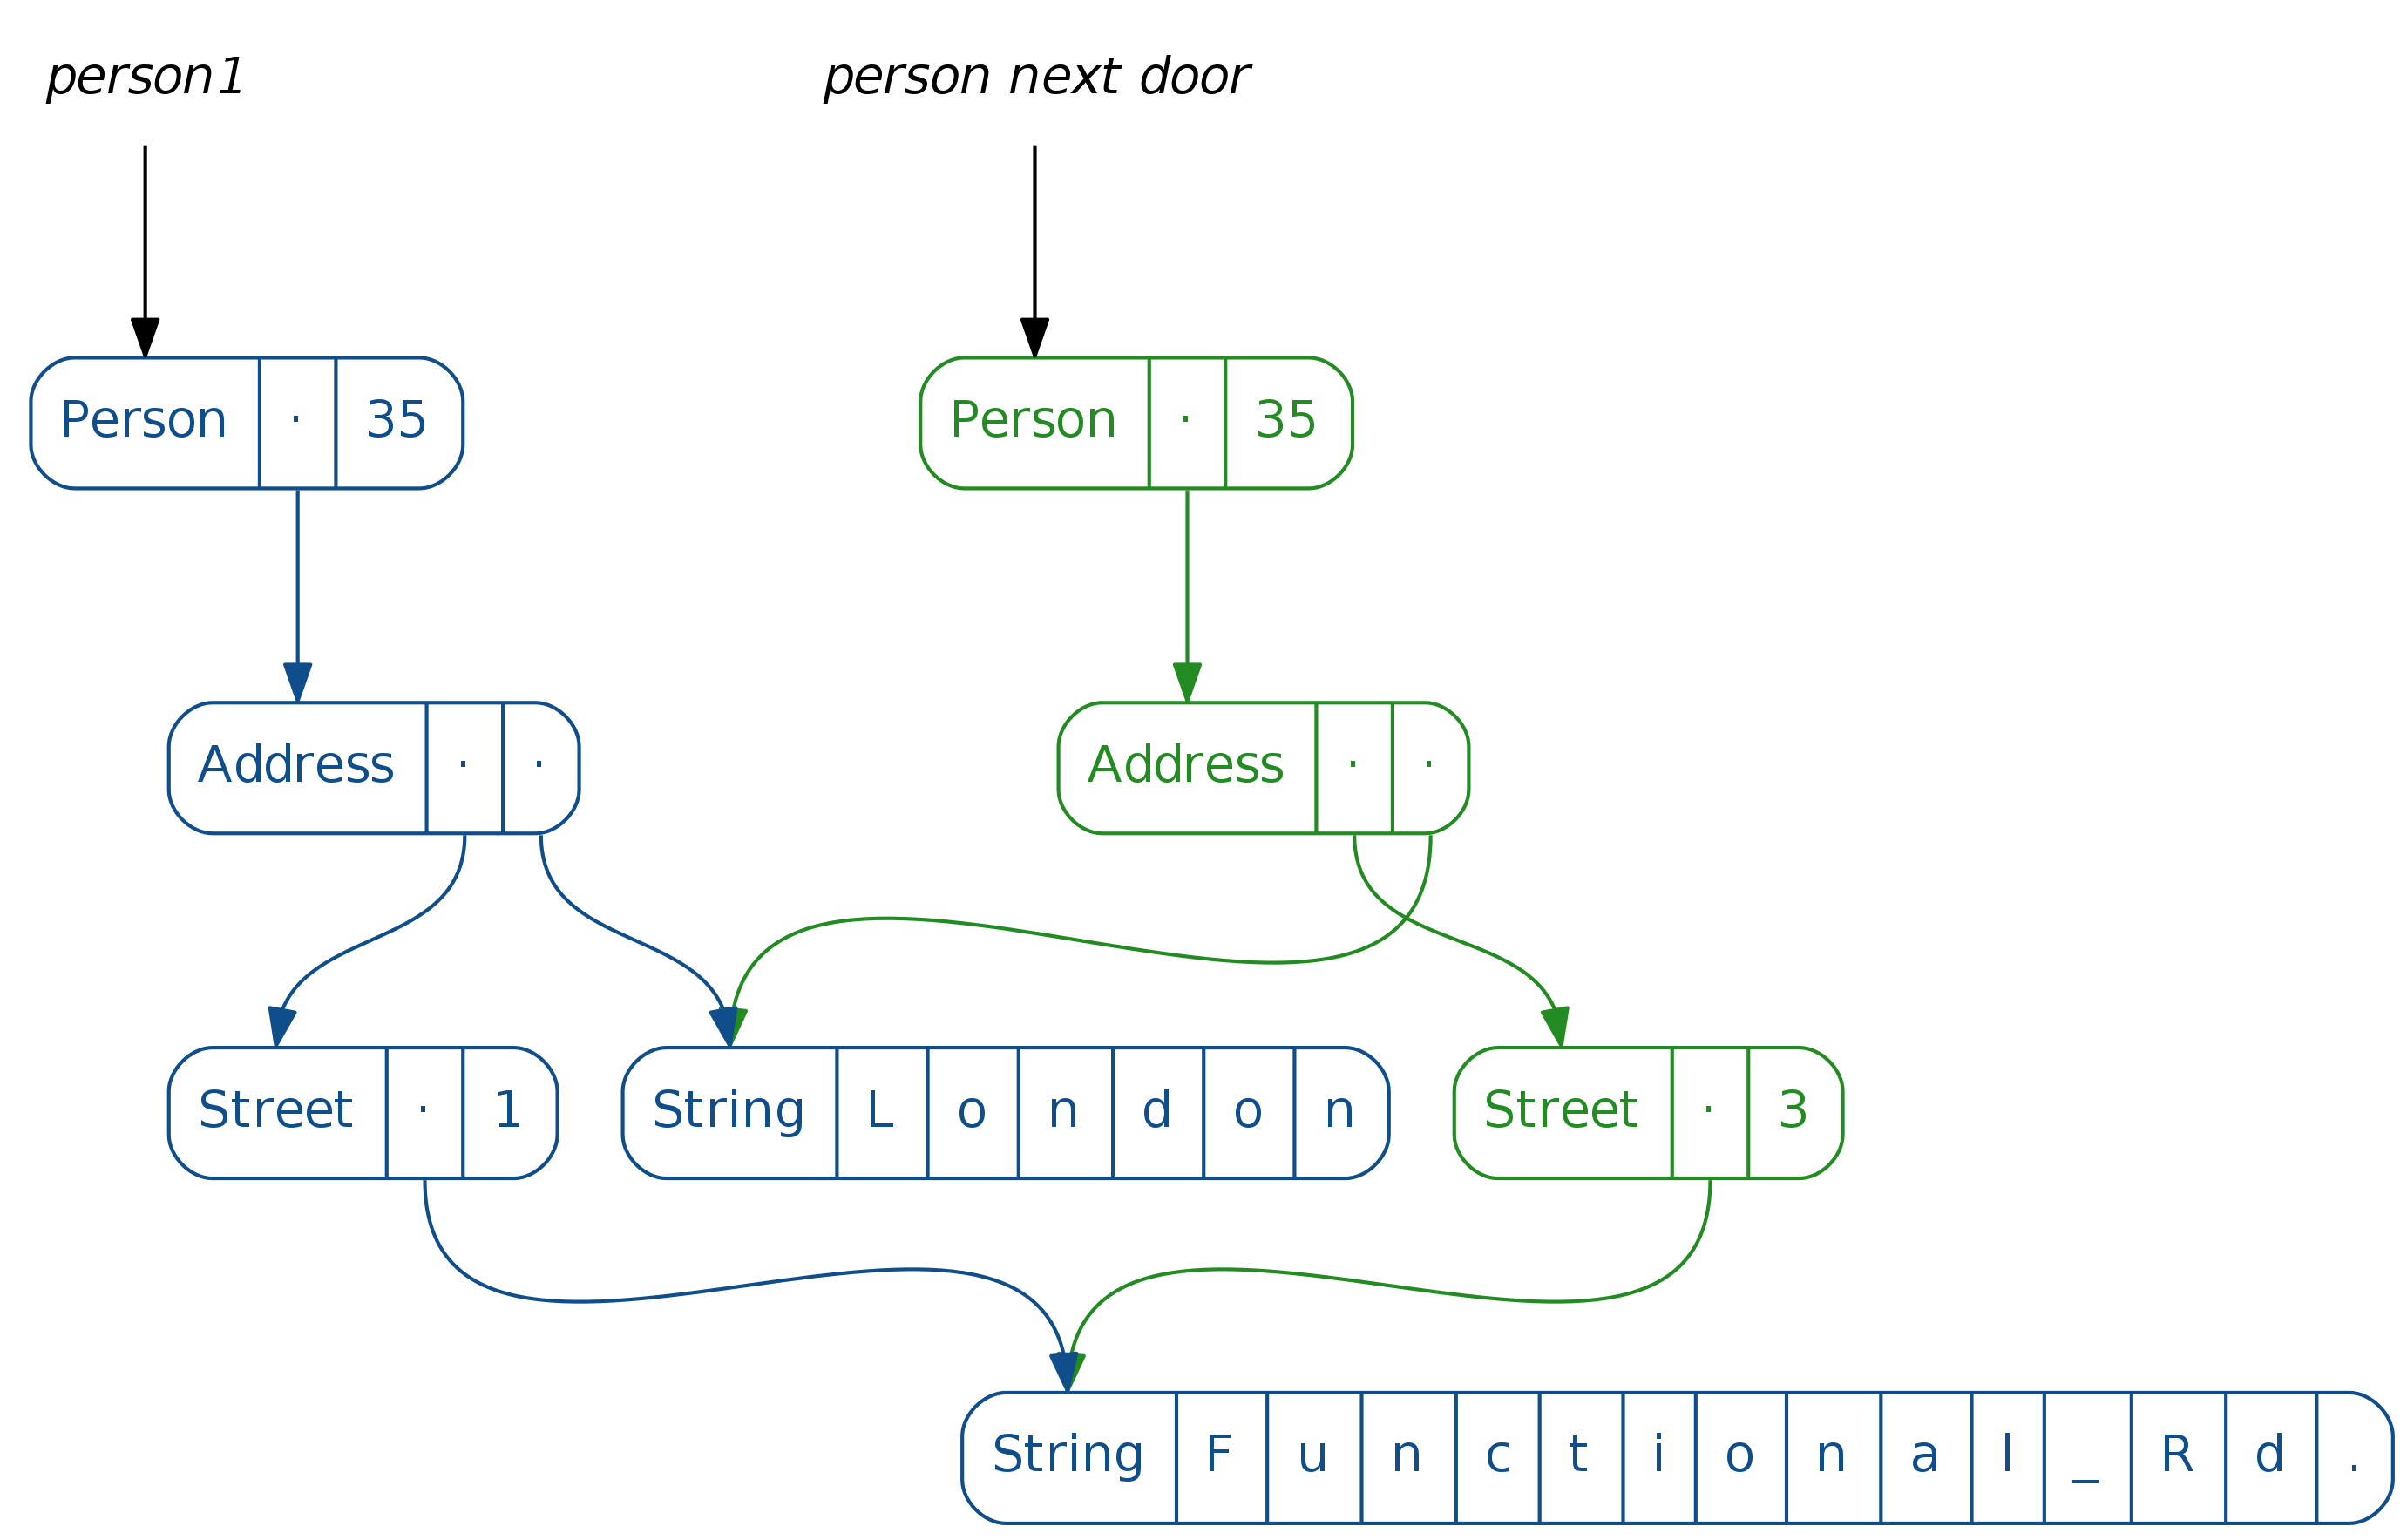 person1
person next door
Person · 35
Person · 35
Address · ·
Address · ·
Street · 1
String L o n d o n
Street · 3
String F u n c t i o n a l _ R d .